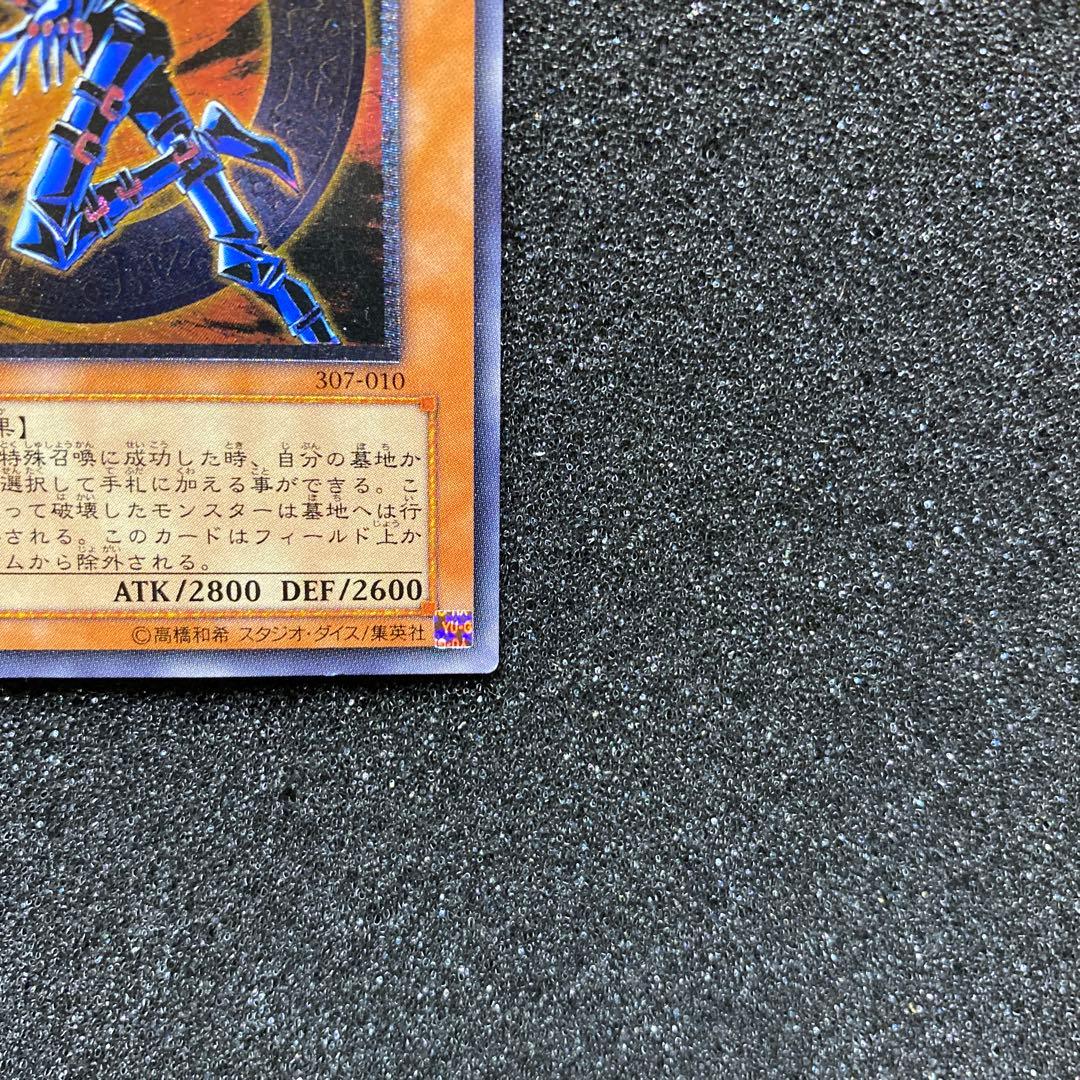 307-010
果】
特殊召喚に成功した時、自分の墓地か
選択して手札に加える事ができる。こ
って破壊したモンスターは墓地へは行
される。このカードはフィールド上か
ムから除外される。
ATK/2800 DEF/2600
©高橋和希 スタジオ・ダイス/集英社
YU-G